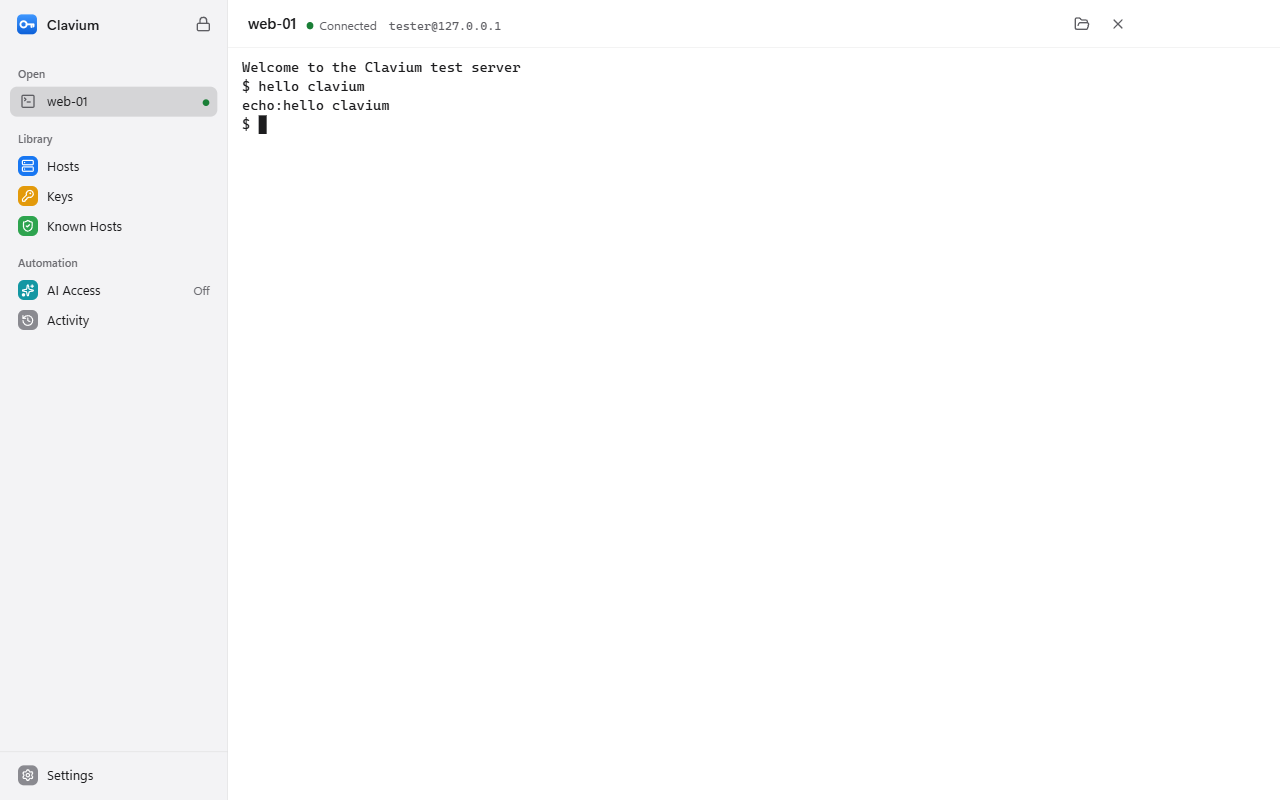 Clavium
Open
web-01
Library
Hosts
Keys
Known Hosts
Automation
AI Access Off
Activity
Settings
web-01 Connected tester@127.0.0.1
Welcome to the Clavium test server
$ hello clavium
echo:hello clavium
$